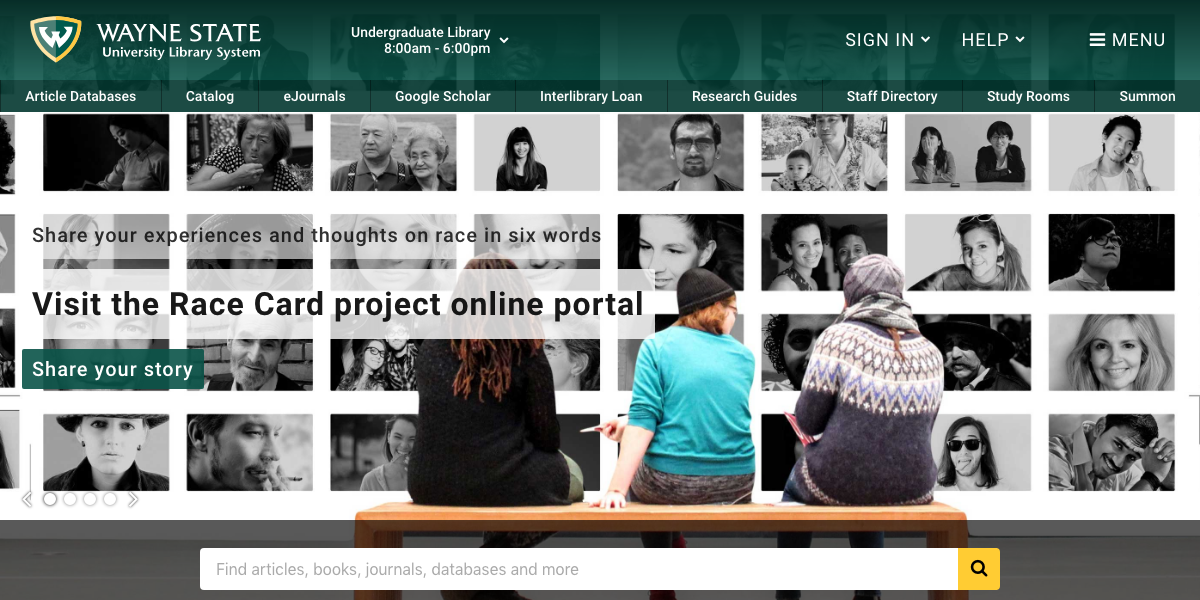 WAYNE STATE
University Library System
Undergraduate Library
8:00am - 6:00pm
SIGN IN
HELP
MENU
Article Databases
Catalog
eJournals
Google Scholar
Interlibrary Loan
Research Guides
Staff Directory
Study Rooms
Summon
Share your experiences and thoughts on race in six words
Visit the Race Card project online portal
Share your story
Find articles, books, journals, databases and more